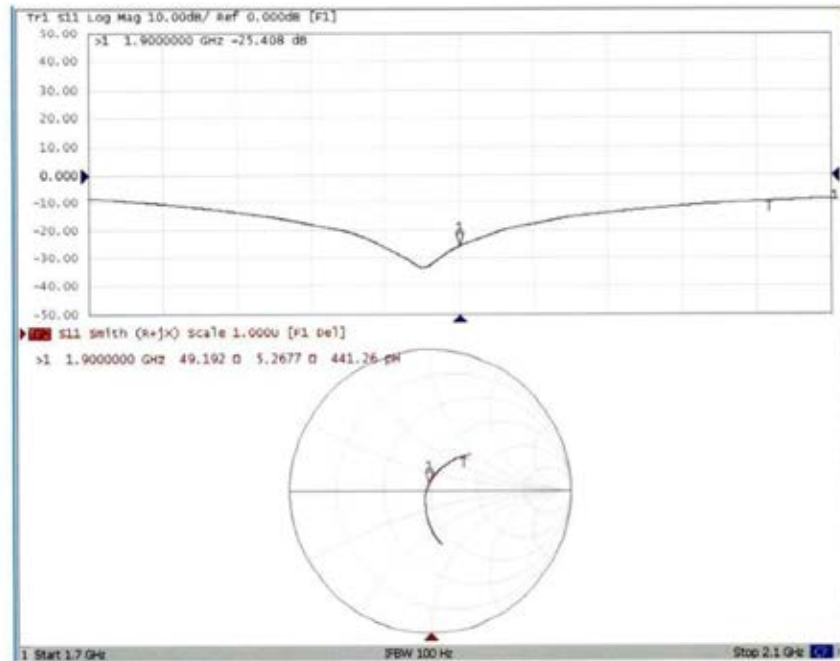 Tr1 S11 Log Mag 10.00dB/ Ref 0.000dB [F1]
50.00
>1 1.9000000 GHz -25.408 dB
40.00
30.00
20.00
10.00
0.000
-10.00
-20.00
-30.00
-40.00
-50.00
S11 Smith (R+jX) Scale 1.000U [F1 Del]
>1 1.9000000 GHz 49.192 Ω 5.2677 Ω 441.26 pH
1 Start 1.7 GHz IFBW 100 Hz Stop 2.1 GHz